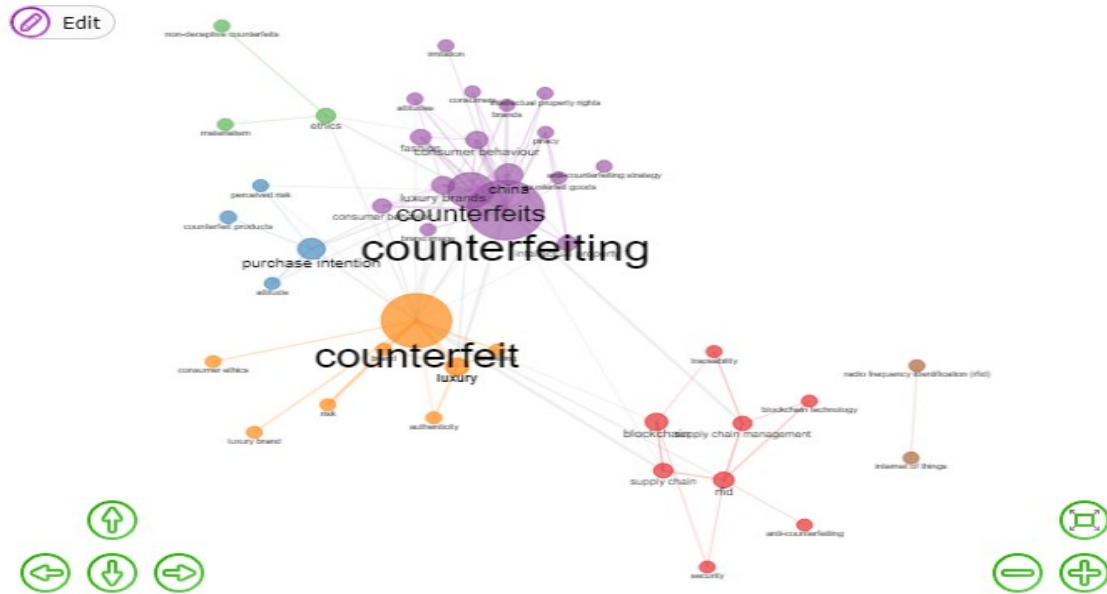 Edit
non-deceptive counterfeits
imitation
attitudes
consumers
intellectual property rights
brands
materialism
ethics
fashion
consumer behaviour
piracy
anti-counterfeiting strategy
perceived risk
luxury brands
china
counterfeit products
counterfeits
counterfeiting
purchase intention
attitude
counterfeit
luxury
consumer ethics
risk
authenticity
luxury brand
traceability
radio frequency identification (rfid)
blockchain technology
blockchain
supply chain management
supply chain
rfid
internet of things
anti-counterfeiting
security